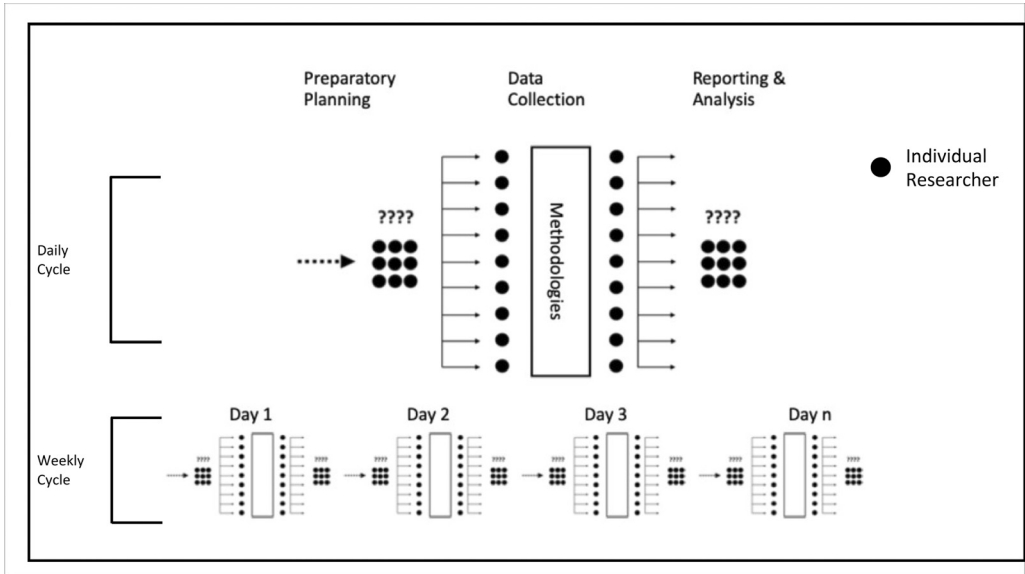 Preparatory
Planning
Data
Collection
Reporting &
Analysis
Individual
Researcher
????
????
Methodologies
Daily
Cycle
Day 1
Day 2
Day 3
Day n
????
????
????
????
????
????
????
????
Weekly
Cycle